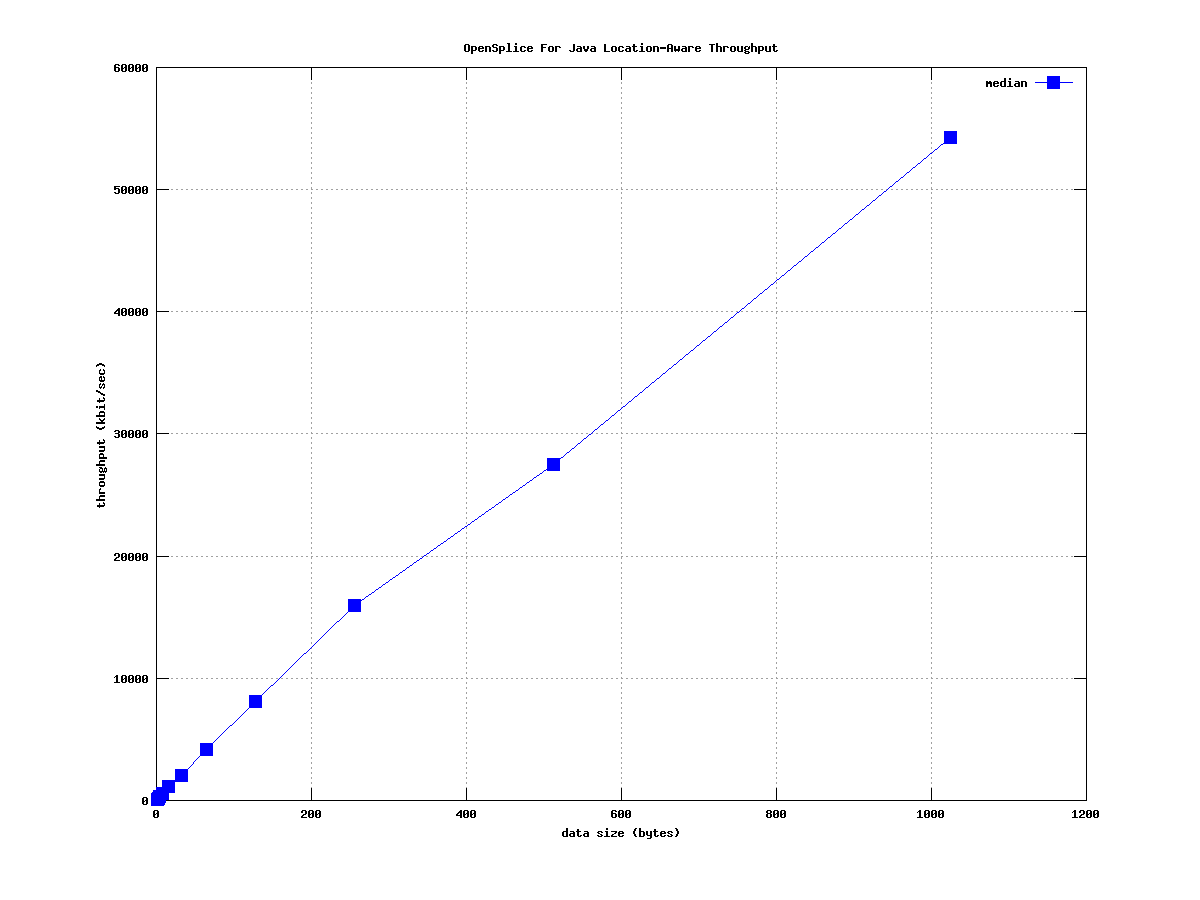 OpenSplice For Java Location-Aware Throughput
60000
median
50000
40000
30000
20000
10000
0
throughput (kbit/sec)
0 200 400 600 800 1000 1200
data size (bytes)